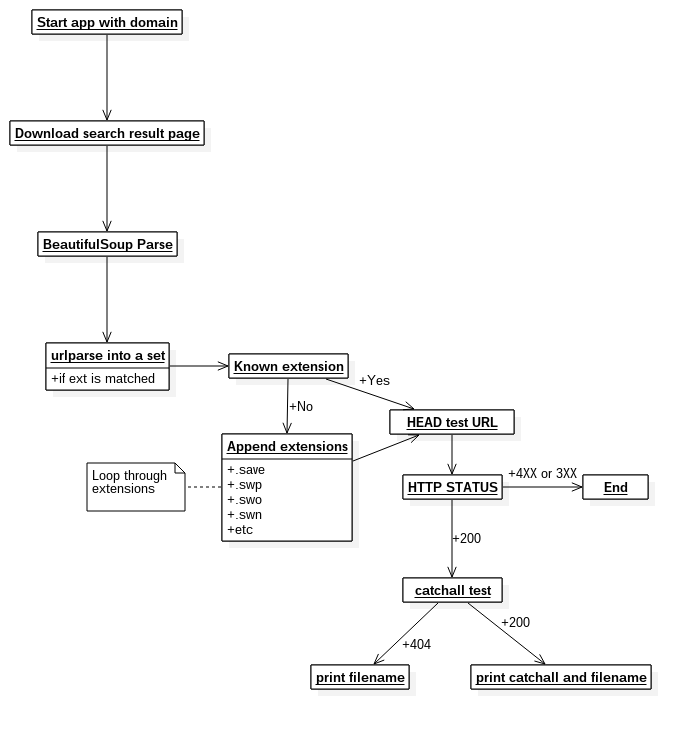 Start app with domain
Download search result page
BeautifulSoup Parse
urlparse into a set
+if ext is matched
Known extension
+Yes
+No
HEAD test URL
Append extensions
+.save
+.swp
+.swo
+.swn
+etc
Loop through
extensions
HTTP STATUS
+4XX or 3XX
End
+200
catchall test
+404
+200
print filename
print catchall and filename